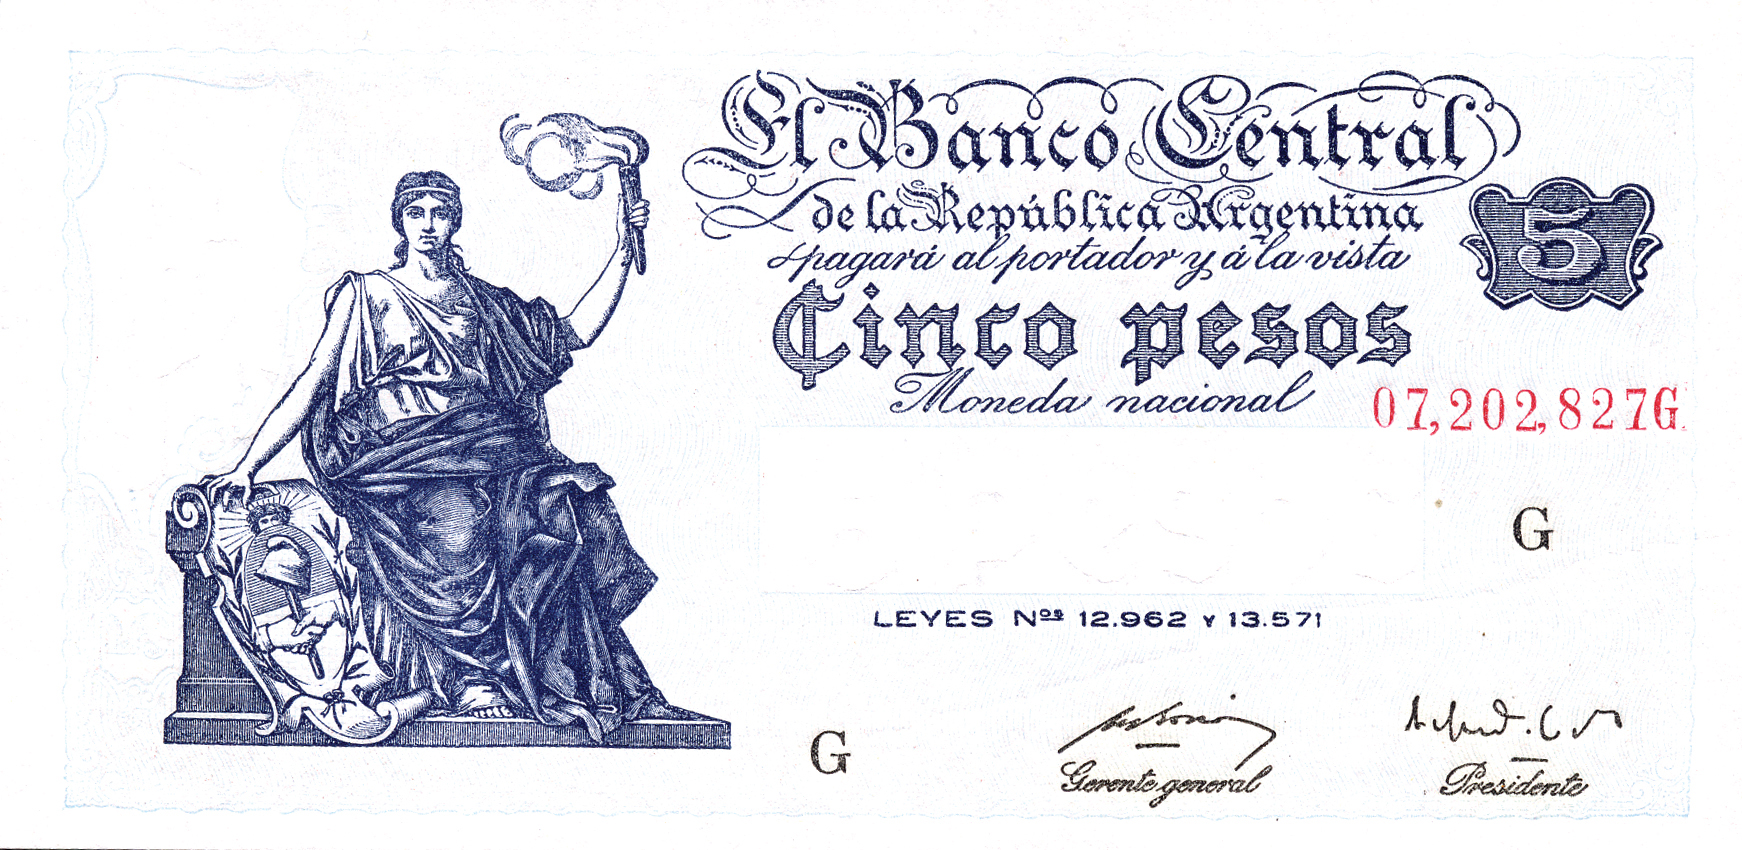 El Banco Central
de la República Argentina
pagará al portador y á la vista
5
Cinco pesos
Moneda nacional
07,202,827G
G
LEYES Nos 12.962 Y 13.571
G
Gerente general
Presidente